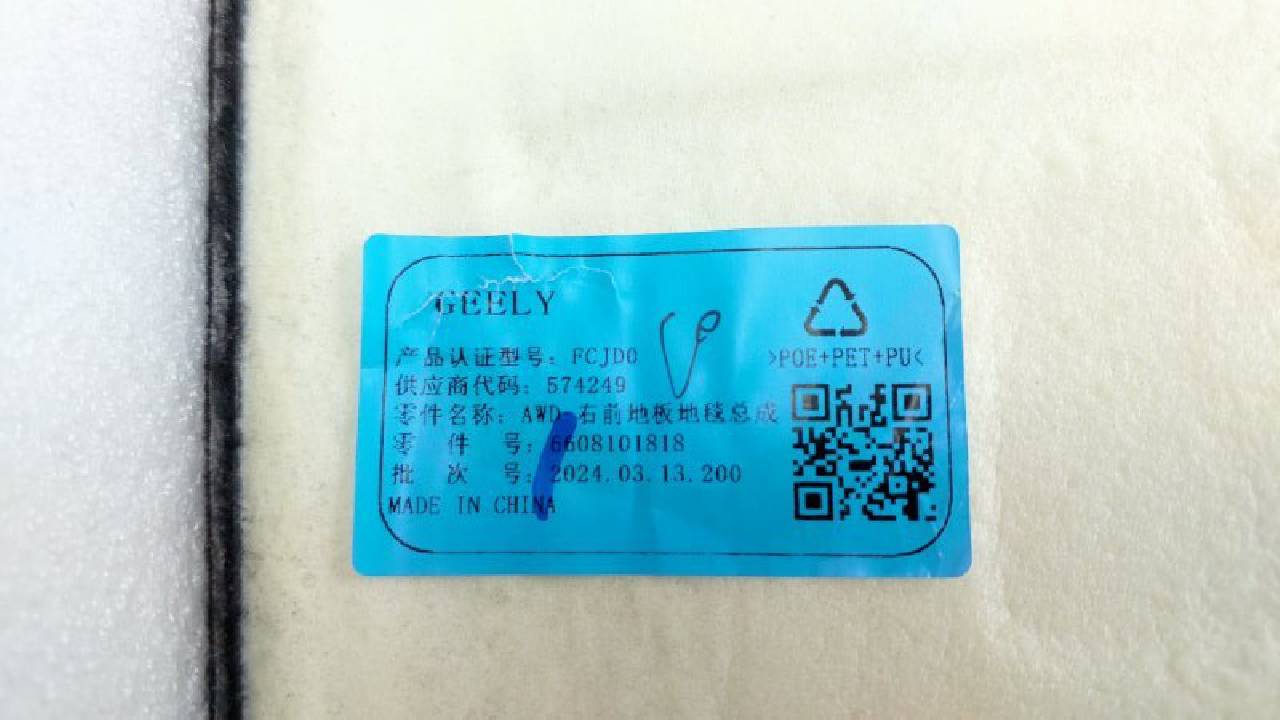 GEELY
产品认证型号: FCJD0
供应商代码: 574249
零件名称: AWD 右前地板地毯总成
零 件 号: 6608101818
批 次 号: 2024.03.13.200
MADE IN CHINA
>POE+PET+PU<